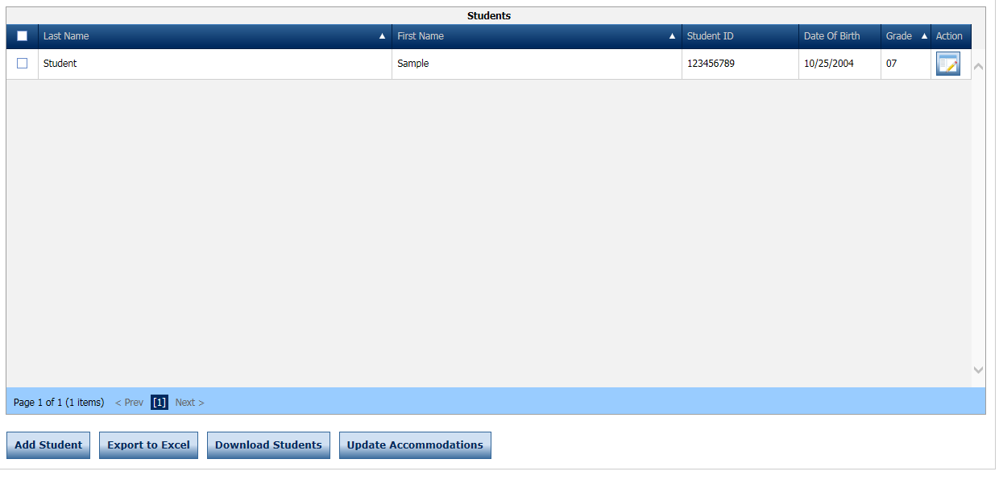 Students
Last Name ▲ First Name ▲ Student ID Date Of Birth Grade ▲ Action
Student Sample 123456789 10/25/2004 07
Page 1 of 1 (1 items) < Prev [1] Next >
Add Student Export to Excel Download Students Update Accommodations